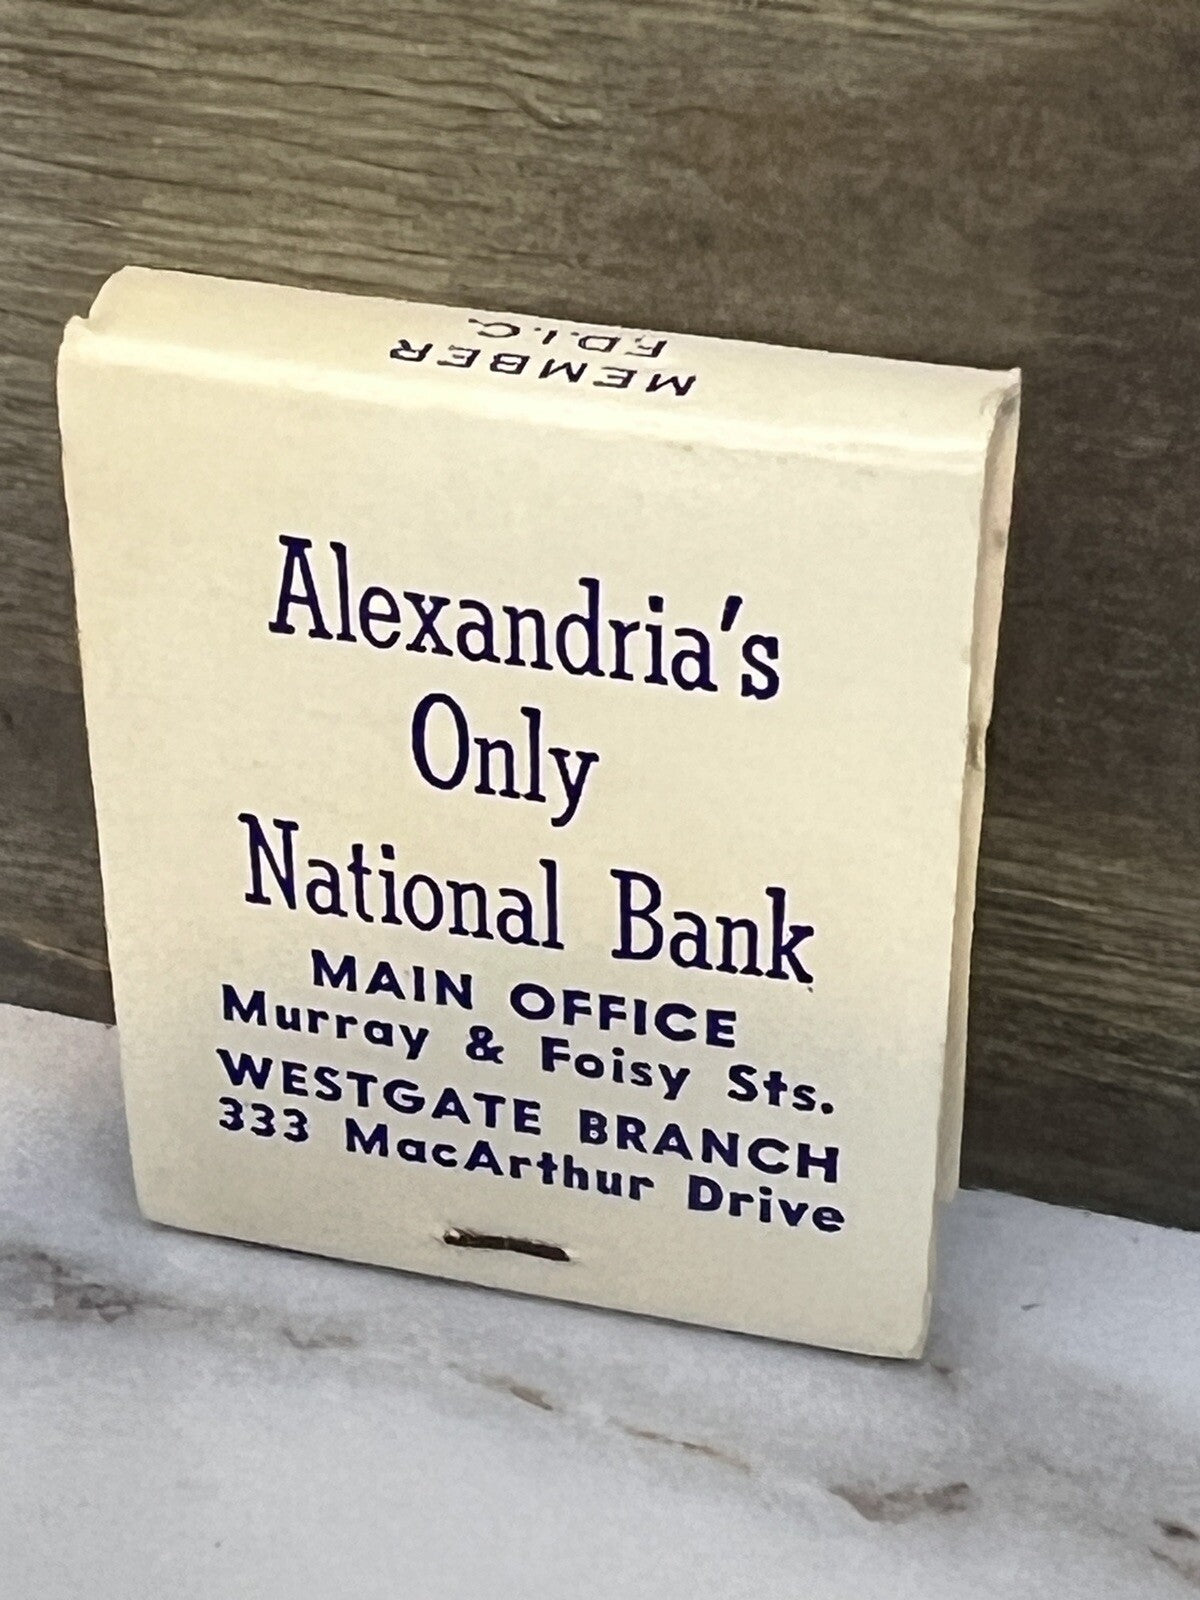 MEMBER
F.D.I.C.
Alexandria's
Only
National Bank
MAIN OFFICE
Murray & Foisy Sts.
WESTGATE BRANCH
333 MacArthur Drive